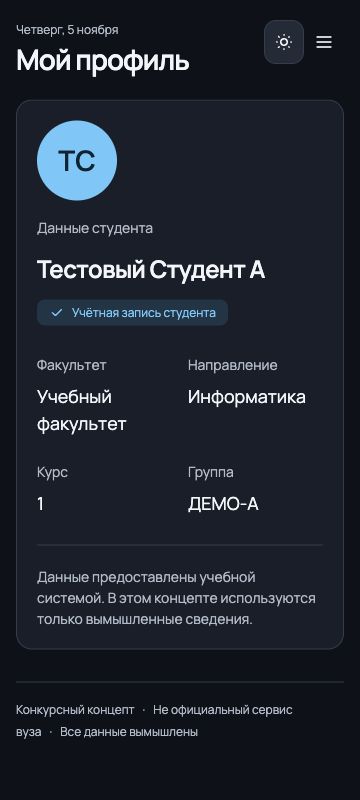 Четверг, 5 ноября
Мой профиль
ТС
Данные студента
Тестовый Студент А
Учётная запись студента
Факультет
Направление
Учебный факультет
Информатика
Курс
Группа
1
ДЕМО-А
Данные предоставлены учебной
системой. В этом концепте используются
только вымышленные сведения.
Конкурсный концепт · Не официальный сервис
вуза · Все данные вымышлены